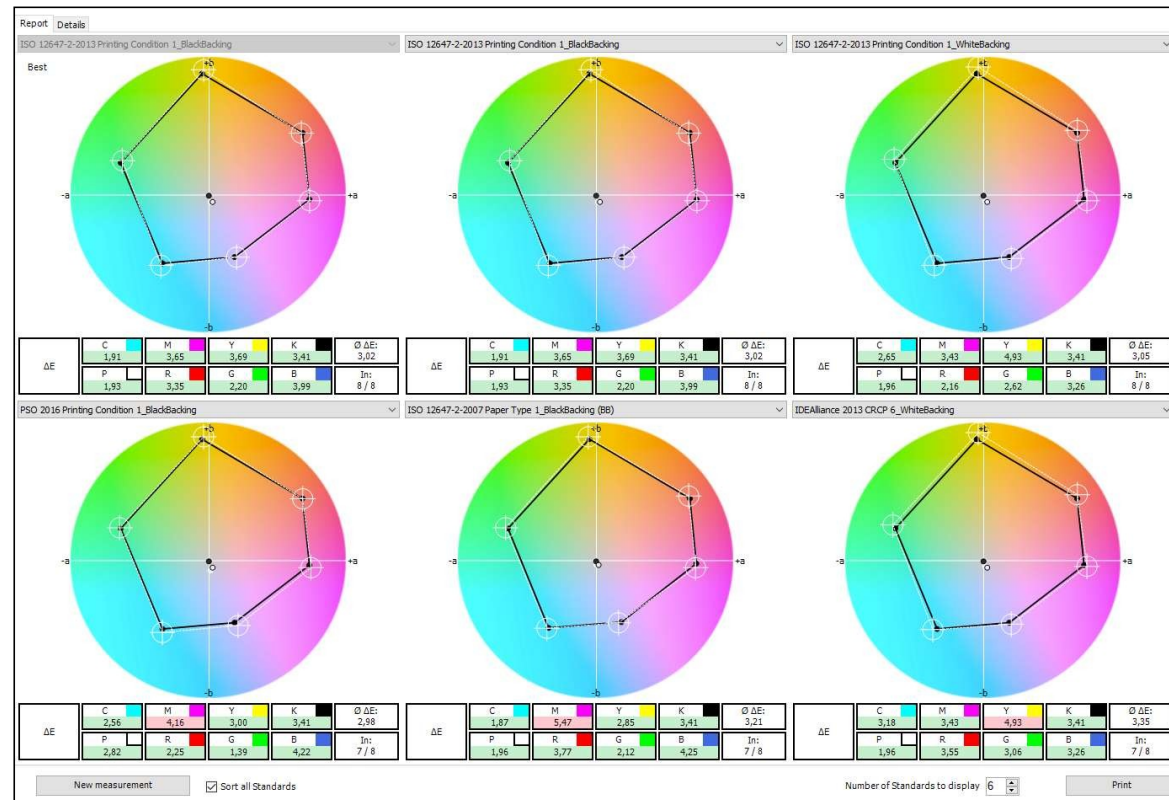 Report Details
ISO 12647-2-2013 Printing Condition 1_BlackBacking ISO 12647-2-2013 Printing Condition 1_BlackBacking ISO 12647-2-2013 Printing Condition 1_WhiteBacking
Best
+b +b +b
-a +a -a +a -a +a
-b -b -b
ΔE C M Y K Ø ΔE: ΔE C M Y K Ø ΔE: ΔE C M Y K Ø ΔE:
1,91 3,65 3,69 3,41 3,02 1,91 3,65 3,69 3,41 3,02 2,65 3,43 4,93 3,41 3,05
P R G B In: P R G B In: P R G B In:
1,93 3,35 2,20 3,99 8 / 8 1,93 3,35 2,20 3,99 8 / 8 1,96 2,16 2,62 3,26 8 / 8
PSO 2016 Printing Condition 1_BlackBacking ISO 12647-2-2007 Paper Type 1_BlackBacking (BB) IDEAlliance 2013 CRCP 6_WhiteBacking
+b +b +b
-a +a -a +a -a +a
-b -b -b
ΔE C M Y K Ø ΔE: ΔE C M Y K Ø ΔE: ΔE C M Y K Ø ΔE:
2,56 4,16 3,00 3,41 2,98 1,87 5,47 2,85 3,41 3,21 3,18 3,43 4,93 3,41 3,35
P R G B In: P R G B In: P R G B In:
2,82 2,25 1,39 4,22 7 / 8 1,96 3,77 2,12 4,25 7 / 8 1,96 3,55 3,06 3,26 7 / 8
New measurement Sort all Standards Number of Standards to display 6 Print